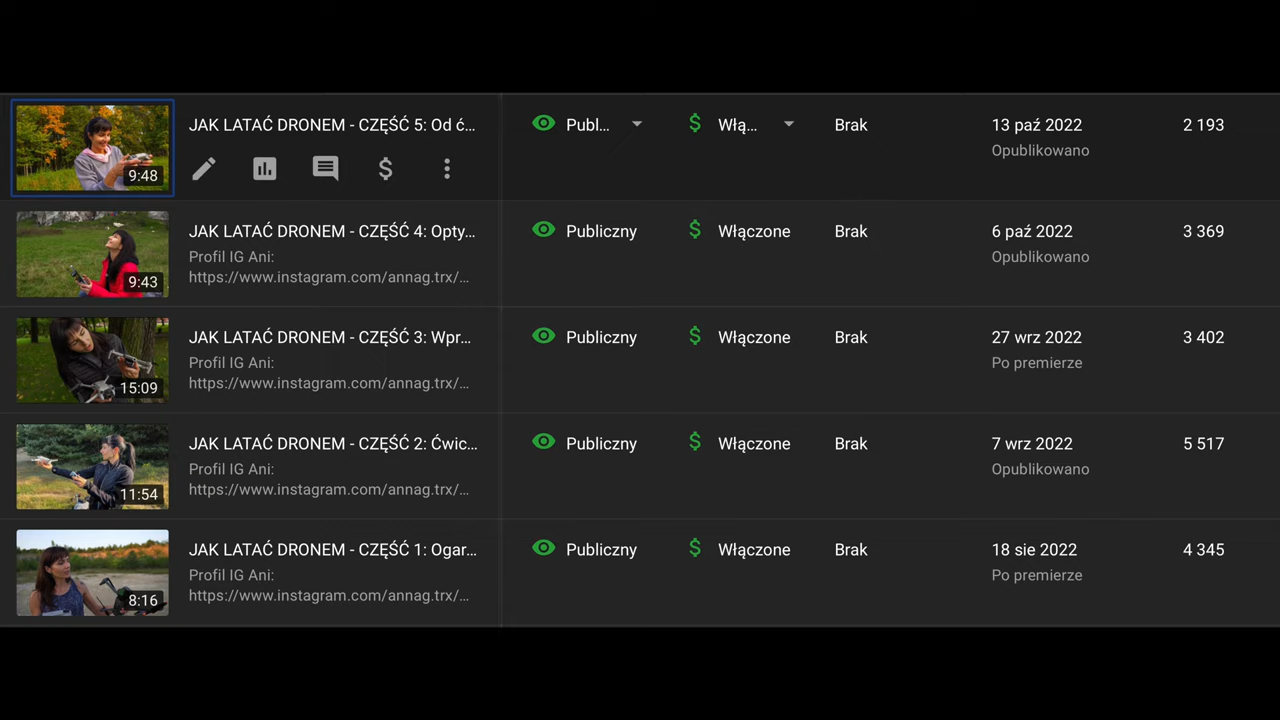 JAK LATAĆ DRONEM - CZĘŚĆ 5: Od ć...
Publ...
Włą...
Brak
13 paź 2022
2 193
Opublikowano
9:48
JAK LATAĆ DRONEM - CZĘŚĆ 4: Opty...
Publiczny
Włączone
Brak
6 paź 2022
3 369
Profil IG Ani:
Opublikowano
https://www.instagram.com/annag.trx/...
9:43
JAK LATAĆ DRONEM - CZĘŚĆ 3: Wpr...
Publiczny
Włączone
Brak
27 wrz 2022
3 402
Profil IG Ani:
Po premierze
https://www.instagram.com/annag.trx/...
15:09
JAK LATAĆ DRONEM - CZĘŚĆ 2: Ćwic...
Publiczny
Włączone
Brak
7 wrz 2022
5 517
Profil IG Ani:
Opublikowano
https://www.instagram.com/annag.trx/...
11:54
JAK LATAĆ DRONEM - CZĘŚĆ 1: Ogar...
Publiczny
Włączone
Brak
18 sie 2022
4 345
Profil IG Ani:
Po premierze
https://www.instagram.com/annag.trx/...
8:16